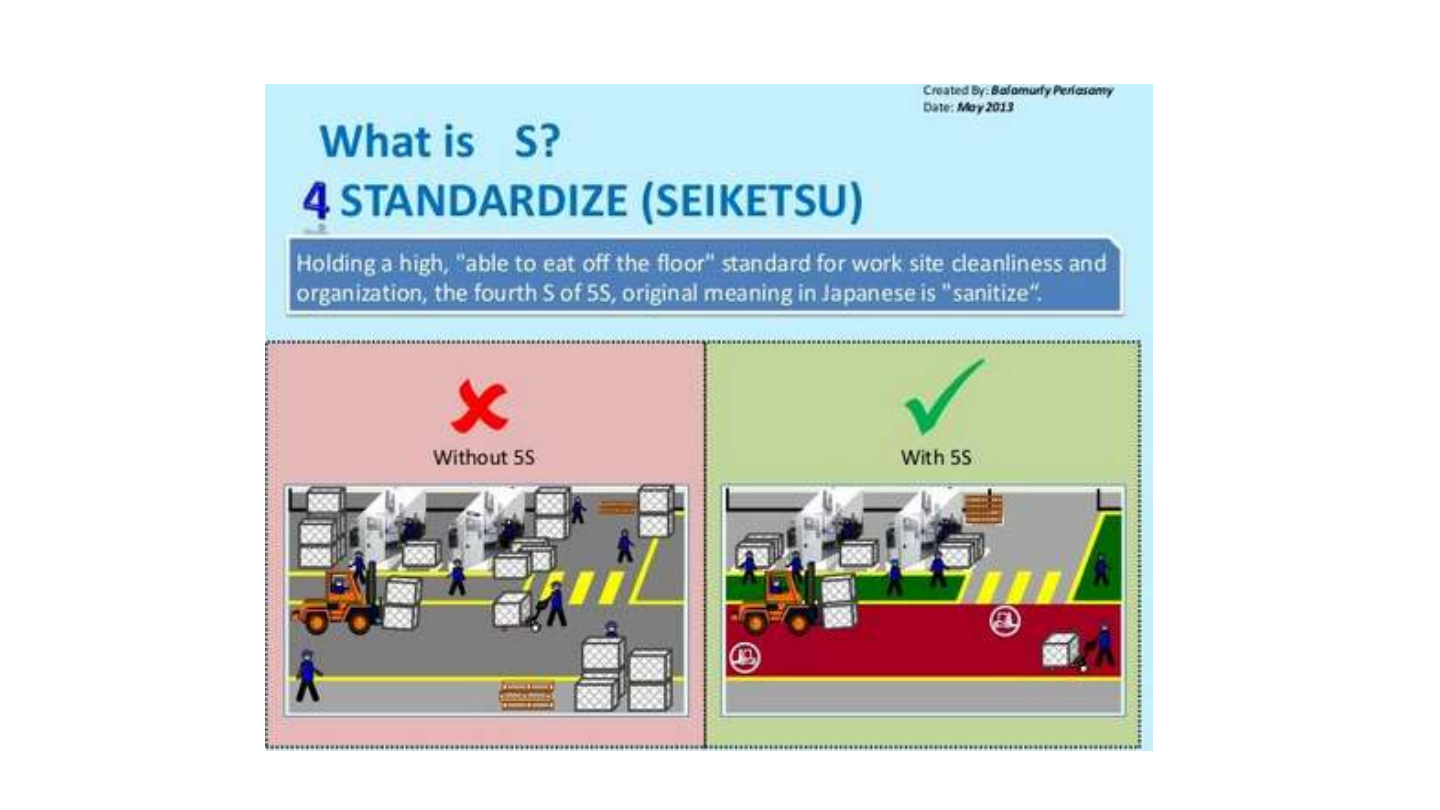 Created By: Balamurly Periasamy
Date: May 2013
What is S?
4 STANDARDIZE (SEIKETSU)
Holding a high, "able to eat off the floor" standard for work site cleanliness and
organization, the fourth S of 5S, original meaning in Japanese is "sanitize“.
Without 5S
With 5S